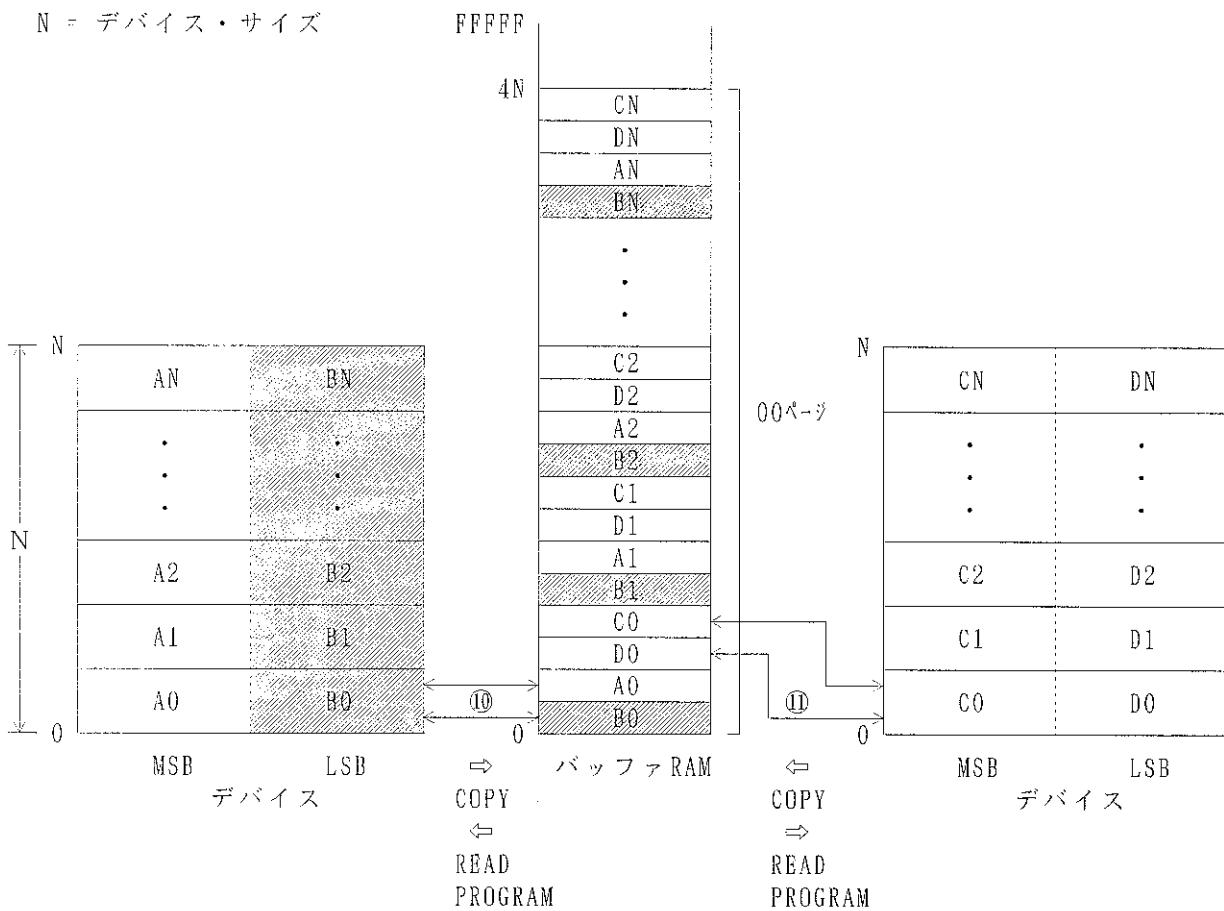 N = デバイス・サイズ
FFFFF
4N
CN
DN
AN
BN
C2
D2
A2
B2
C1
D1
A1
B1
C0
D0
A0
B0
0
00ページ
N
N
AN BN
A2 B2
A1 B1
A0 B0
0
MSB LSB
デバイス
⑩
⇨
COPY
⇦
READ
PROGRAM
バッファRAM
⑪
⇦
COPY
⇨
READ
PROGRAM
N
CN DN
C2 D2
C1 D1
C0 D0
0
MSB LSB
デバイス